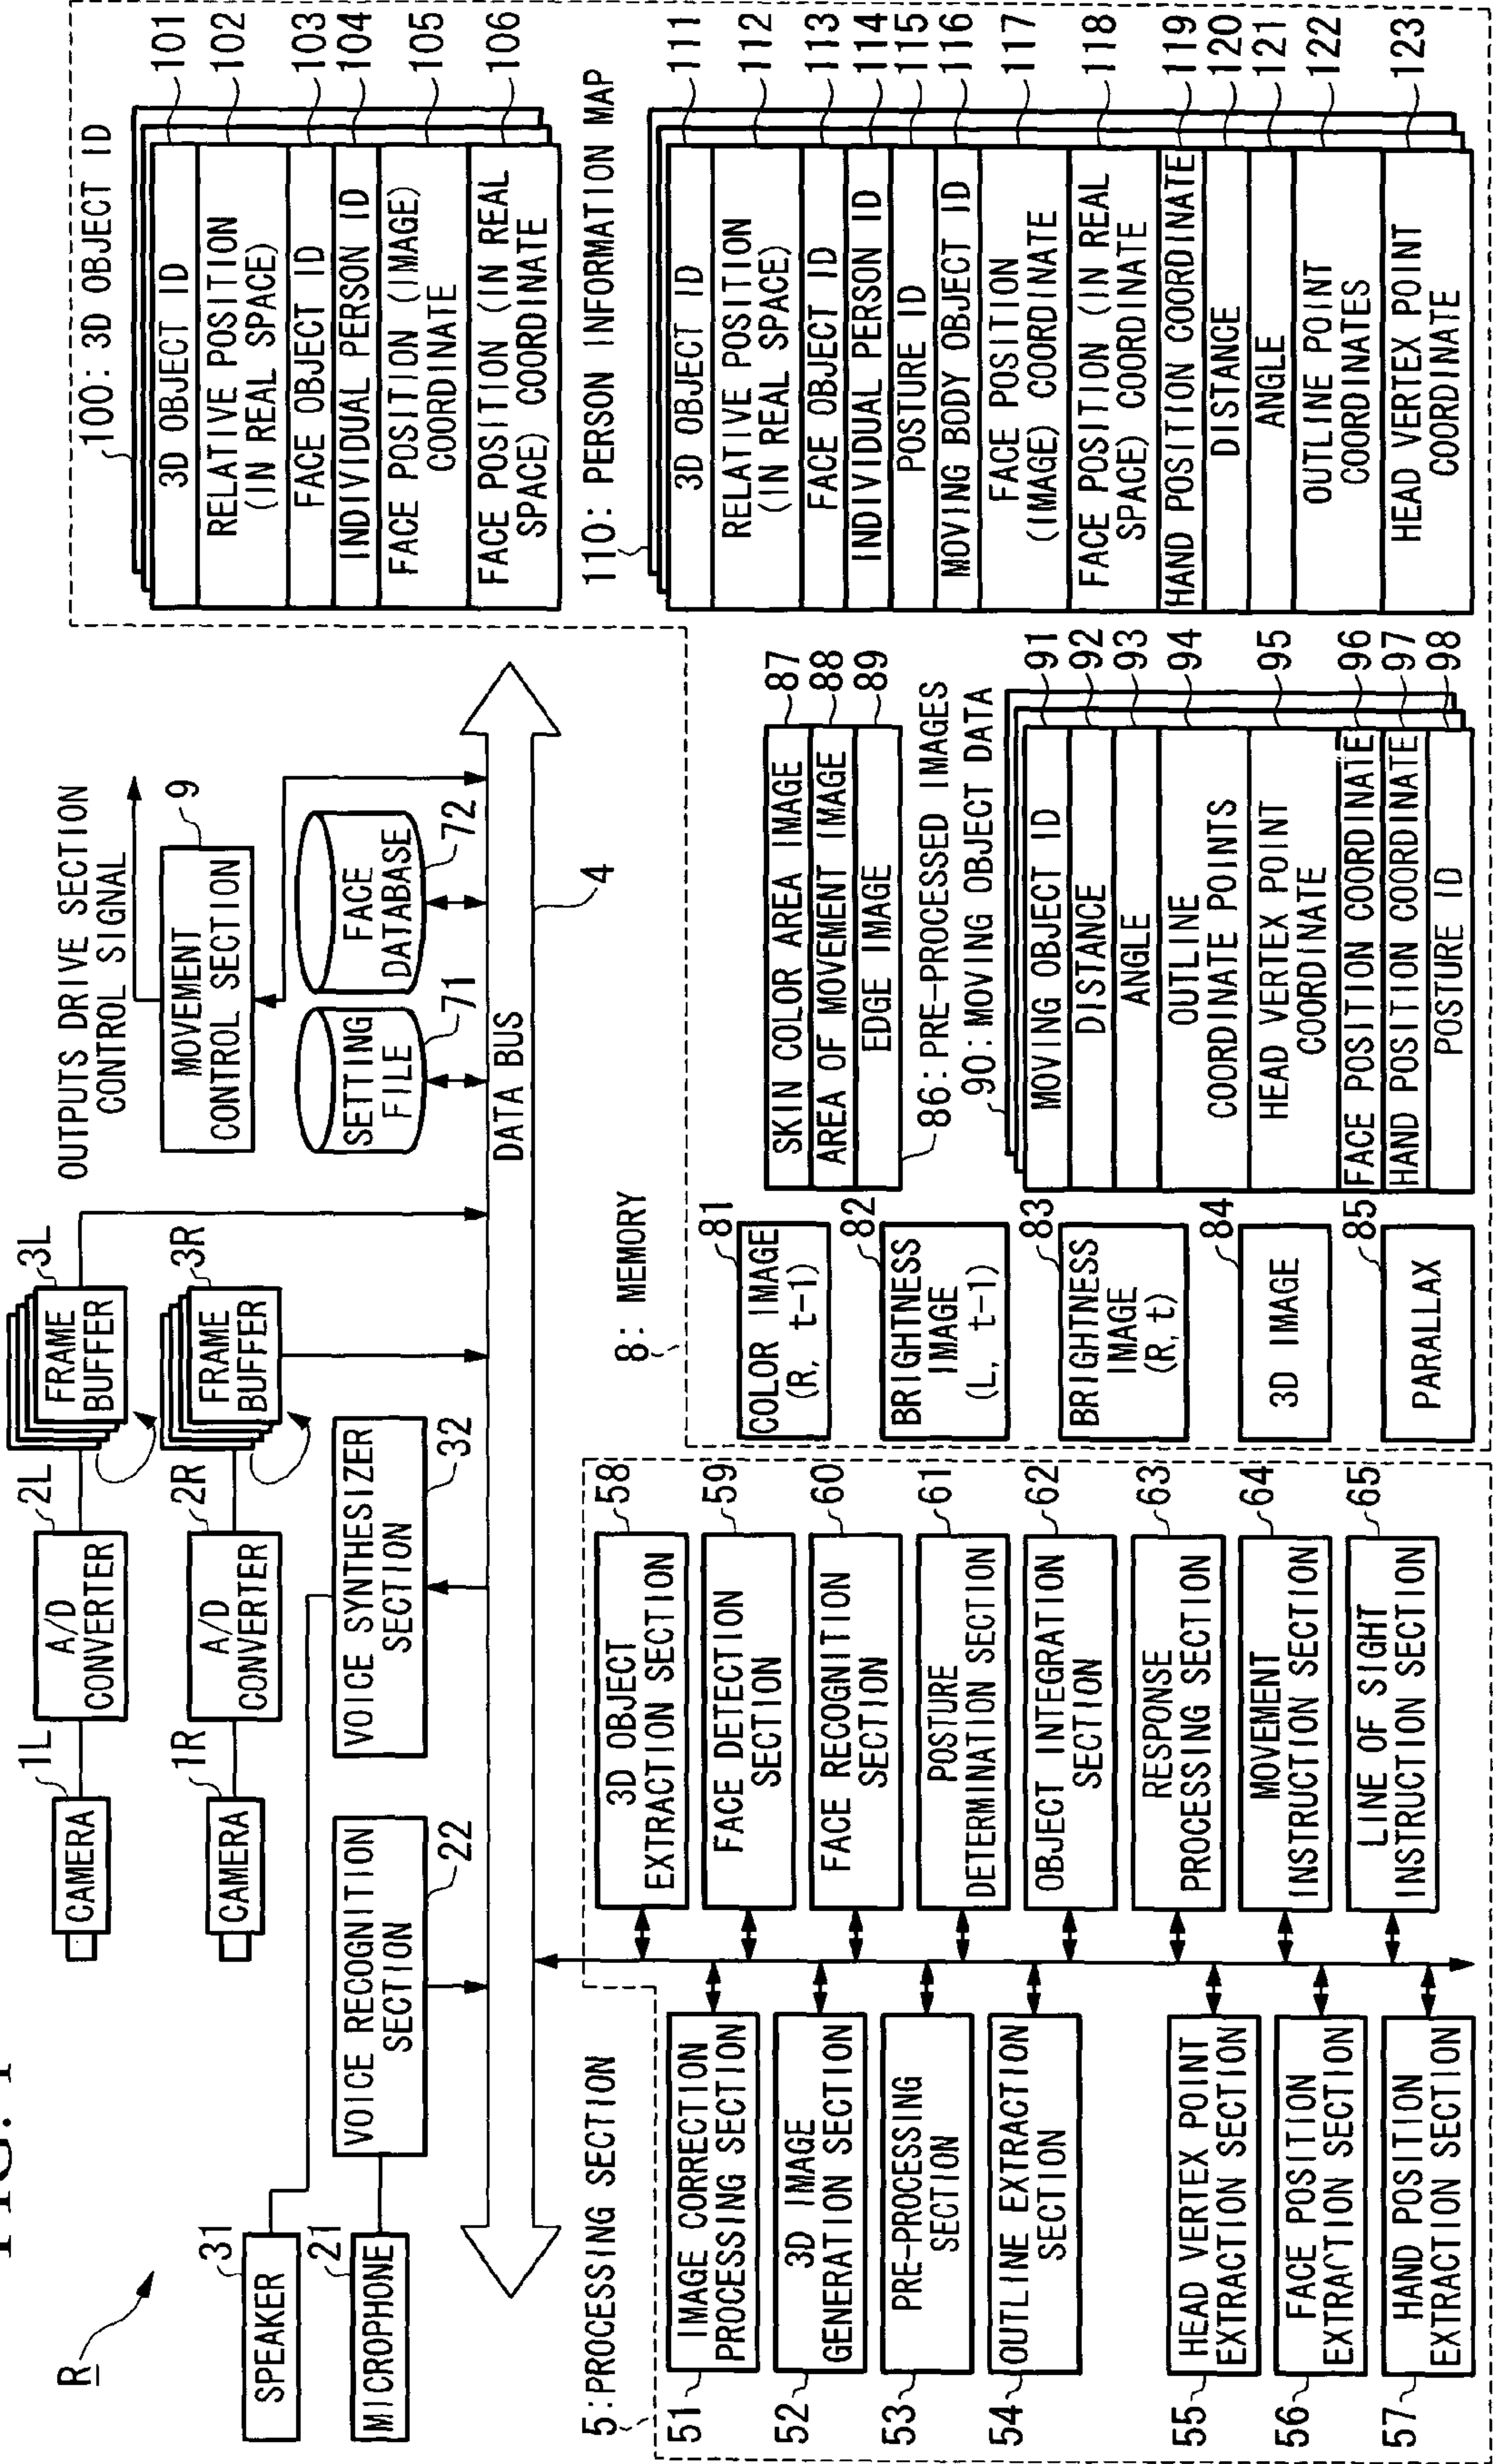 FIG. 1
R
SPEAKER
31
MICROPHONE
21
CAMERA
1L
A/D
CONVERTER
2L
FRAME
BUFFER
3L
CAMERA
1R
A/D
CONVERTER
2R
FRAME
BUFFER
3R
VOICE RECOGNITION
SECTION
22
VOICE SYNTHESIZER
SECTION
32
OUTPUTS DRIVE SECTION
CONTROL SIGNAL
MOVEMENT
CONTROL SECTION
9
SETTING
FILE
71
FACE
DATABASE
72
DATA BUS
4
5:PROCESSING SECTION
51
IMAGE CORRECTION
PROCESSING SECTION
52
3D IMAGE
GENERATION SECTION
53
PRE-PROCESSING
SECTION
54
OUTLINE EXTRACTION
SECTION
55
HEAD VERTEX POINT
EXTRACTION SECTION
56
FACE POSITION
EXTRACTION SECTION
57
HAND POSITION
EXTRACTION SECTION
3D OBJECT
EXTRACTION SECTION
58
FACE DETECTION
SECTION
59
FACE RECOGNITION
SECTION
60
POSTURE
DETERMINATION SECTION
61
OBJECT INTEGRATION
SECTION
62
RESPONSE
PROCESSING SECTION
63
MOVEMENT
INSTRUCTION SECTION
64
LINE OF SIGHT
INSTRUCTION SECTION
65
8: MEMORY
COLOR IMAGE
(R, t-1)
81
BRIGHTNESS
IMAGE
(L, t-1)
82
BRIGHTNESS
IMAGE
(R, t)
83
3D IMAGE
84
PARALLAX
85
SKIN COLOR AREA IMAGE
87
AREA OF MOVEMENT IMAGE
88
EDGE IMAGE
89
86:PRE-PROCESSED IMAGES
90:MOVING OBJECT DATA
MOVING OBJECT ID
91
DISTANCE
92
ANGLE
93
OUTLINE
COORDINATE POINTS
94
HEAD VERTEX POINT
COORDINATE
95
FACE POSITION COORDINATE
96
HAND POSITION COORDINATE
97
POSTURE ID
98
100: 3D OBJECT ID
3D OBJECT ID
101
RELATIVE POSITION
(IN REAL SPACE)
102
FACE OBJECT ID
103
INDIVIDUAL PERSON ID
104
FACE POSITION (IMAGE)
COORDINATE
105
FACE POSITION (IN REAL
SPACE) COORDINATE
106
110: PERSON INFORMATION MAP
3D OBJECT ID
111
RELATIVE POSITION
(IN REAL SPACE)
112
FACE OBJECT ID
113
INDIVIDUAL PERSON ID
114
POSTURE ID
115
MOVING BODY OBJECT ID
116
FACE POSITION
(IMAGE) COORDINATE
117
FACE POSITION (IN REAL
SPACE) COORDINATE
118
HAND POSITION COORDINATE
119
DISTANCE
120
ANGLE
121
OUTLINE POINT
COORDINATES
122
HEAD VERTEX POINT
COORDINATE
123